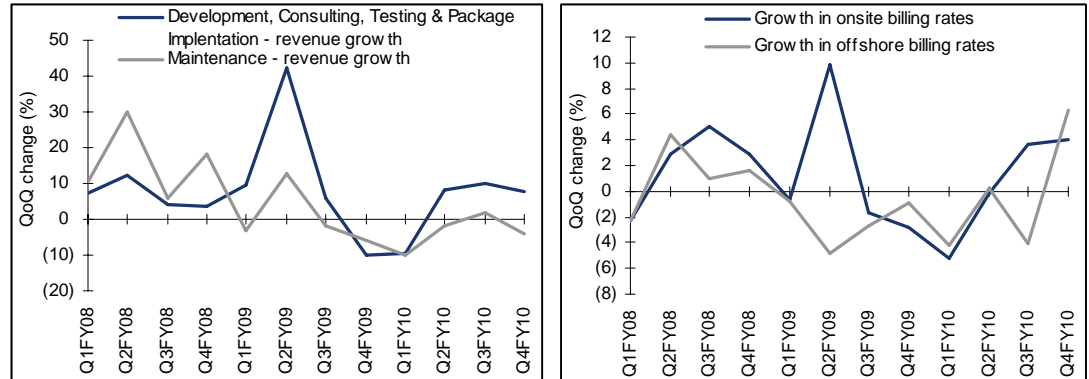 Development, Consulting, Testing & Package
Implentation - revenue growth
Maintenance - revenue growth
QoQ change (%)
50
40
30
20
10
0
(10)
(20)
Q1FY08
Q2FY08
Q3FY08
Q4FY08
Q1FY09
Q2FY09
Q3FY09
Q4FY09
Q1FY10
Q2FY10
Q3FY10
Q4FY10
Growth in onsite billing rates
Growth in offshore billing rates
QoQ change (%)
12
10
8
6
4
2
0
(2)
(4)
(6)
(8)
Q1FY08
Q2FY08
Q3FY08
Q4FY08
Q1FY09
Q2FY09
Q3FY09
Q4FY09
Q1FY10
Q2FY10
Q3FY10
Q4FY10